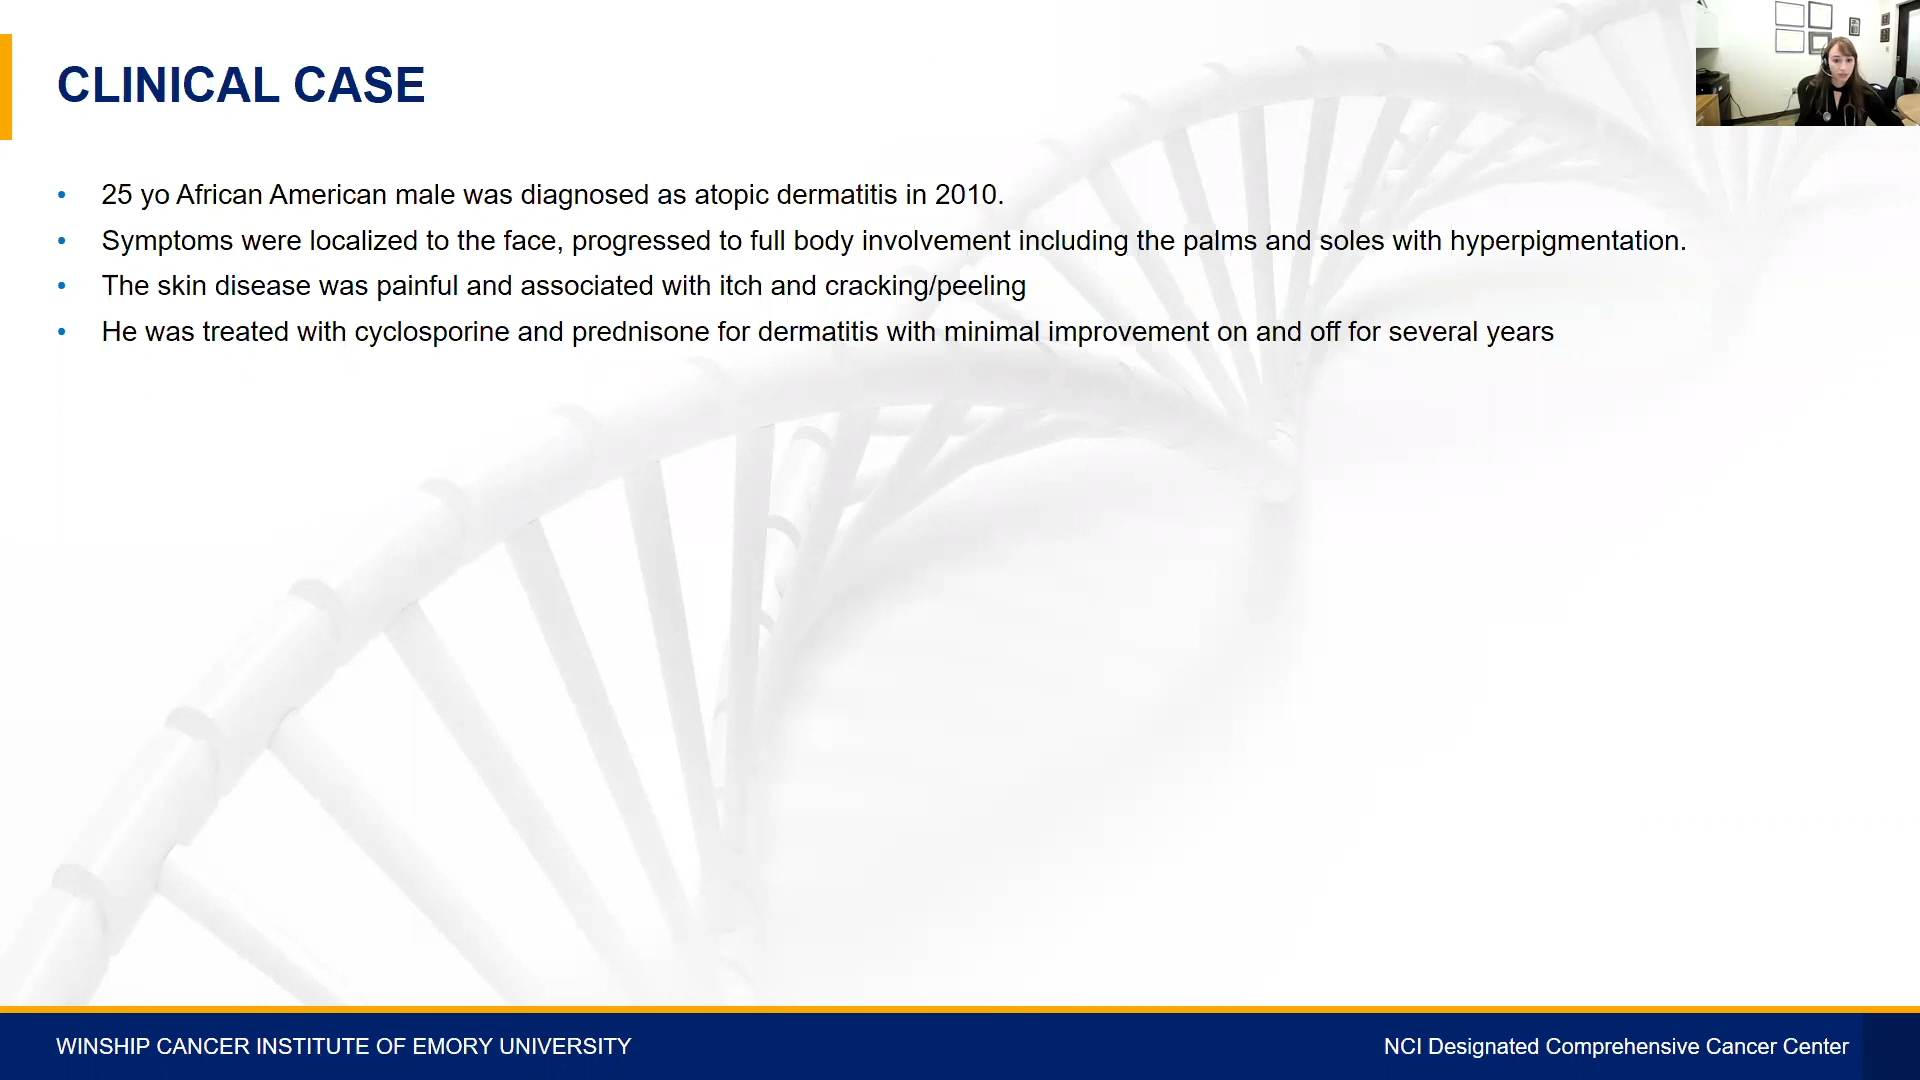 CLINICAL CASE
• 25 yo African American male was diagnosed as atopic dermatitis in 2010.
• Symptoms were localized to the face, progressed to full body involvement including the palms and soles with hyperpigmentation.
• The skin disease was painful and associated with itch and cracking/peeling
• He was treated with cyclosporine and prednisone for dermatitis with minimal improvement on and off for several years
WINSHIP CANCER INSTITUTE OF EMORY UNIVERSITY
NCI Designated Comprehensive Cancer Center